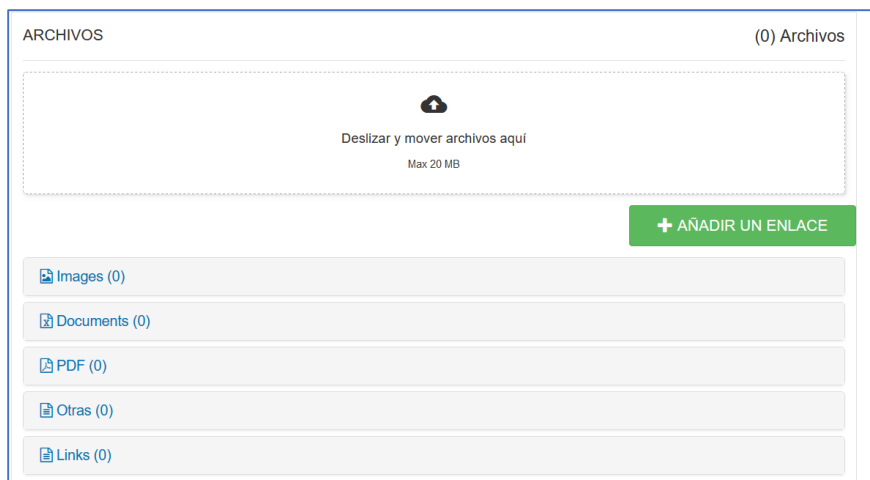 ARCHIVOS
(0) Archivos
Deslizar y mover archivos aquí
Max 20 MB
AÑADIR UN ENLACE
Images (0)
Documents (0)
PDF (0)
Otras (0)
Links (0)